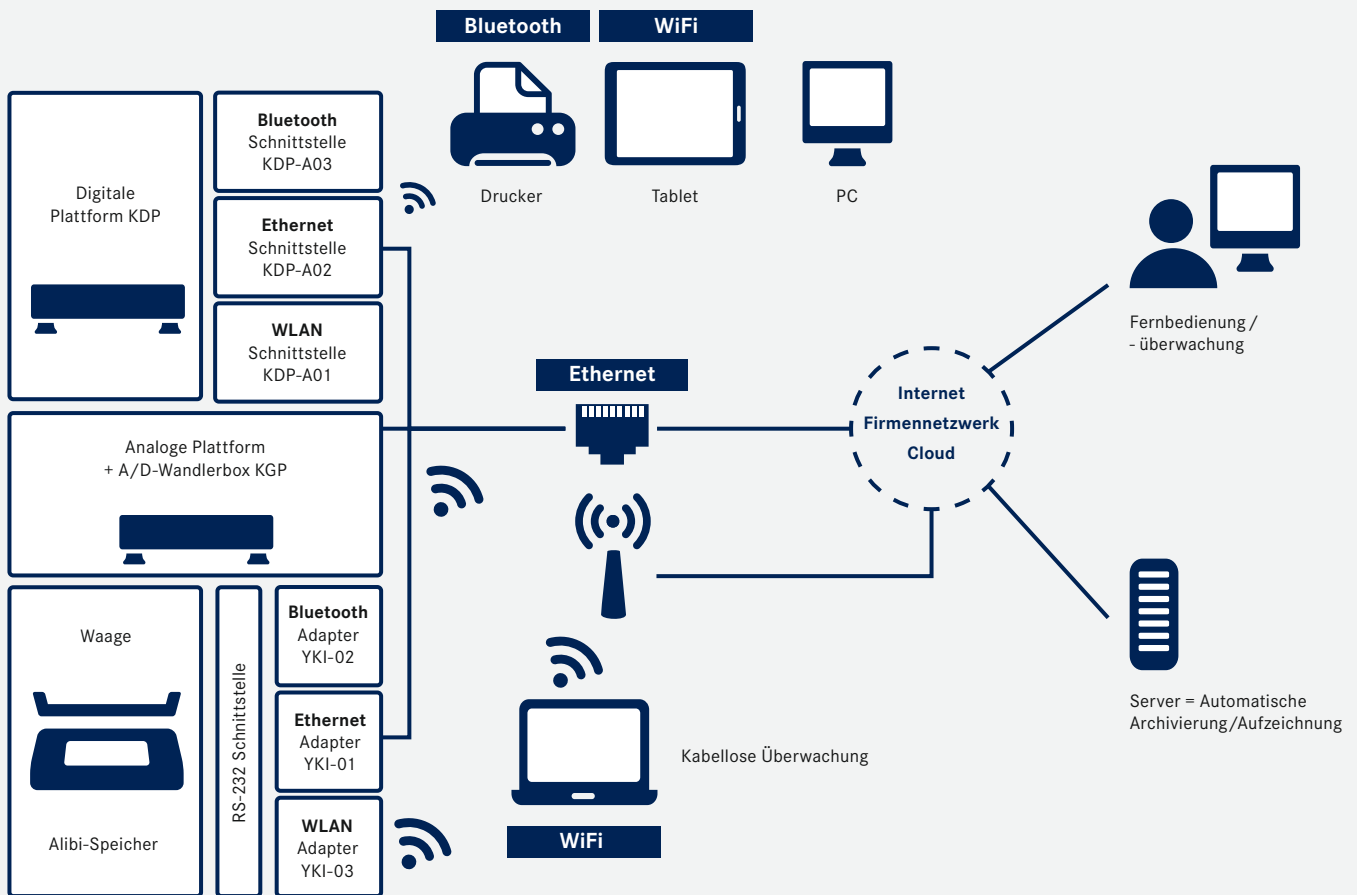 Bluetooth
WiFi
Drucker
Tablet
PC
Digitale
Plattform KDP
Bluetooth
Schnittstelle
KDP-A03
Ethernet
Schnittstelle
KDP-A02
WLAN
Schnittstelle
KDP-A01
Analoge Plattform
+ A/D-Wandlerbox KGP
Waage
Alibi-Speicher
RS-232 Schnittstelle
Bluetooth
Adapter
YKI-02
Ethernet
Adapter
YKI-01
WLAN
Adapter
YKI-03
Ethernet
Kabellose Überwachung
WiFi
Internet
Firmennetzwerk
Cloud
Fernbedienung /
- überwachung
Server = Automatische
Archivierung/Aufzeichnung